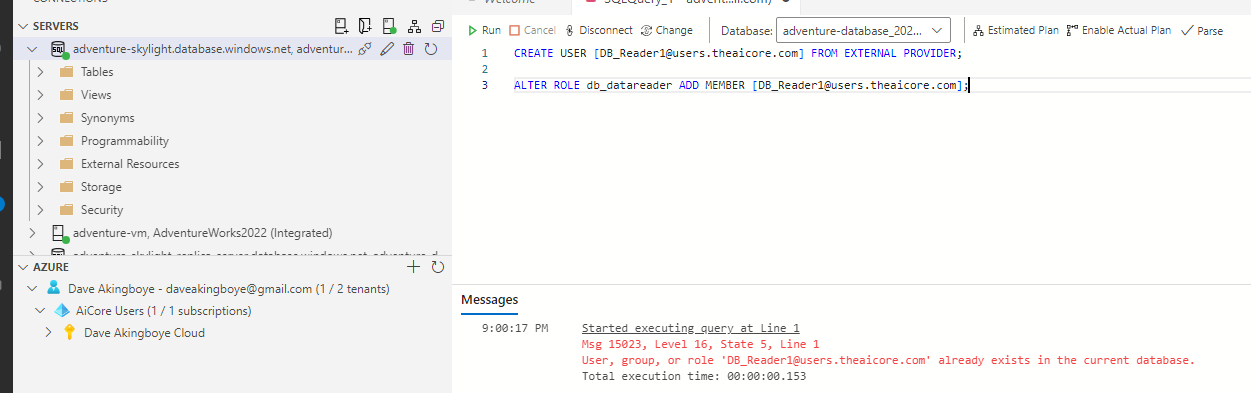 SERVERS
adventure-skylight.database.windows.net, adventur...
Tables
Views
Synonyms
Programmability
External Resources
Storage
Security
adventure-vm, AdventureWorks2022 (Integrated)
AZURE
Dave Akingboye - daveakingboye@gmail.com (1 / 2 tenants)
AiCore Users (1 / 1 subscriptions)
Dave Akingboye Cloud
Run Cancel Disconnect Change Database: adventure-database_202... Estimated Plan Enable Actual Plan Parse
1 CREATE USER [DB_Reader1@users.theaicore.com] FROM EXTERNAL PROVIDER;
2
3 ALTER ROLE db_datareader ADD MEMBER [DB_Reader1@users.theaicore.com];
Messages
9:00:17 PM Started executing query at Line 1
Msg 15023, Level 16, State 5, Line 1
User, group, or role 'DB_Reader1@users.theaicore.com' already exists in the current database.
Total execution time: 00:00:00.153